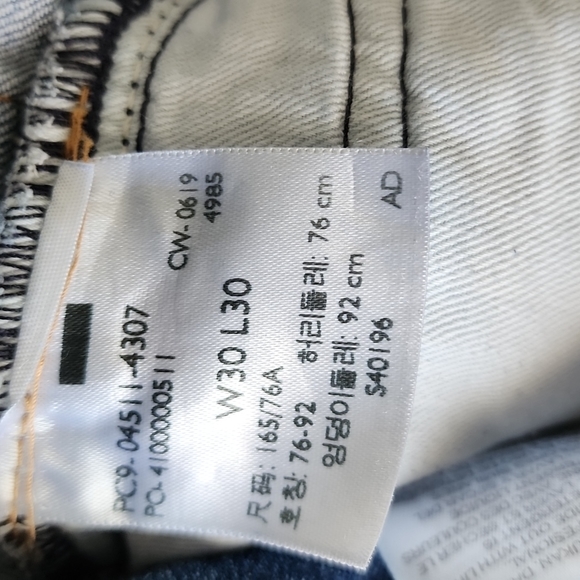 PC9-04511-4307
PO- 4100000511
CW- 0619
4985
W30 L30
尺码: 165/76A
호칭: 76-92
허리둘레: 76 cm
엉덩이둘레: 92 cm
S40196
AD